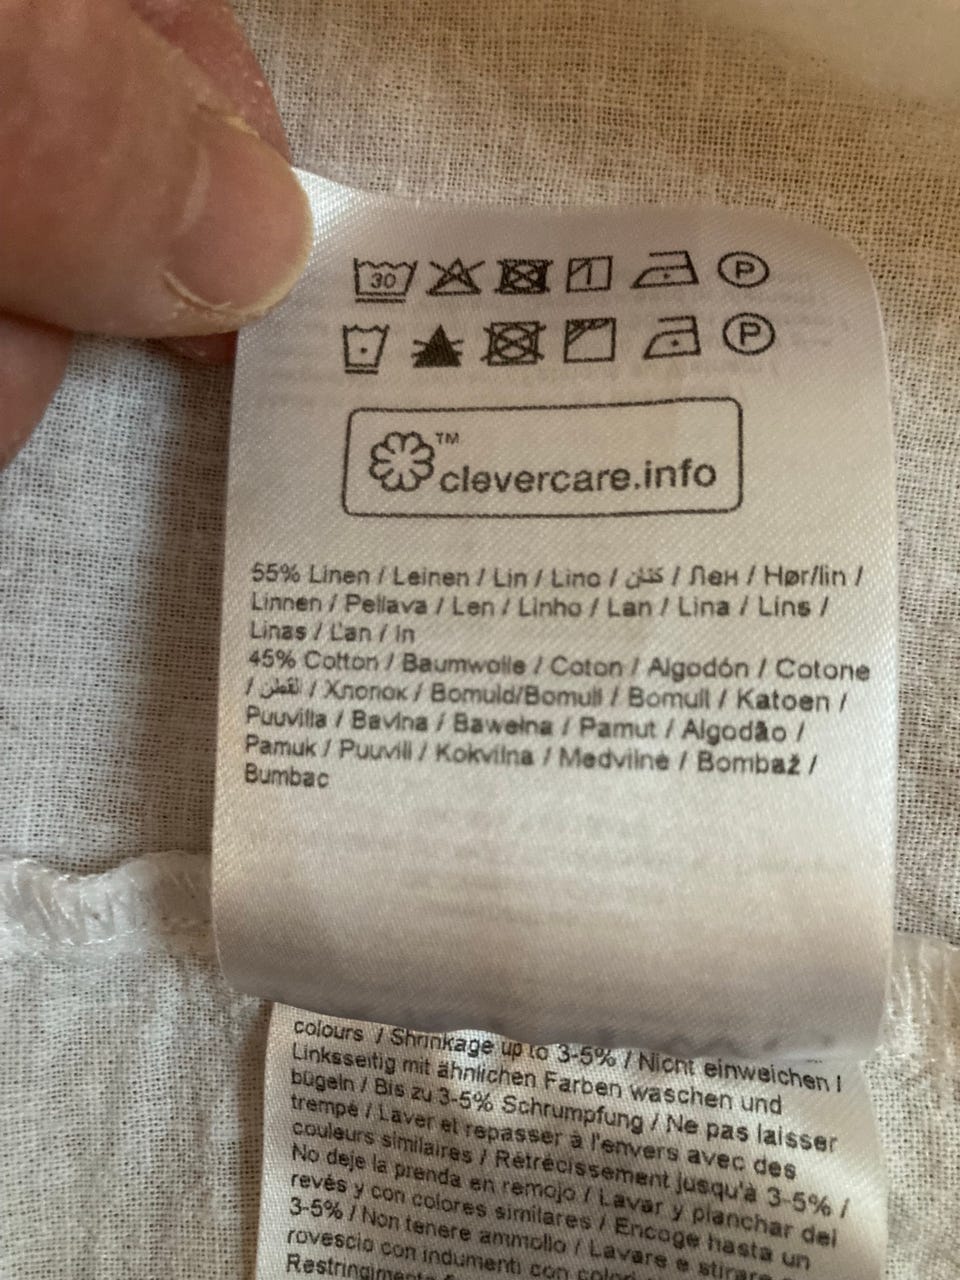 30 P
P
™
clevercare.info
55% Linen / Leinen / Lin / Lino / كتان / Лен / Hør/lin /
Linnen / Pellava / Len / Linho / Lan / Lina / Lins /
Linas / L'an / In
45% Cotton / Baumwolle / Coton / Algodón / Cotone
/ القطن / Хлопок / Bomuld/Bomull / Bomull / Katoen /
Puuvilla / Bavlna / Bawełna / Pamut / Algodão /
Pamuk / Puuvill / Kokvilna / Medvilnė / Bombaž /
Bumbac
colours / Shrinkage up to 3-5% / Nicht einweichen /
Linksseitig mit ähnlichen Farben waschen und
bügeln / Bis zu 3-5% Schrumpfung / Ne pas laisser
trempe / Laver et repasser à l'envers avec des
couleurs similaires / Rétrécissement jusqu'à 3-5% /
No deje la prenda en remojo / Lavar y planchar del
revés y con colores similares / Encoge hasta un
3-5% / Non tenere ammollo / Lavare e stirare
rovescio con indumenti con